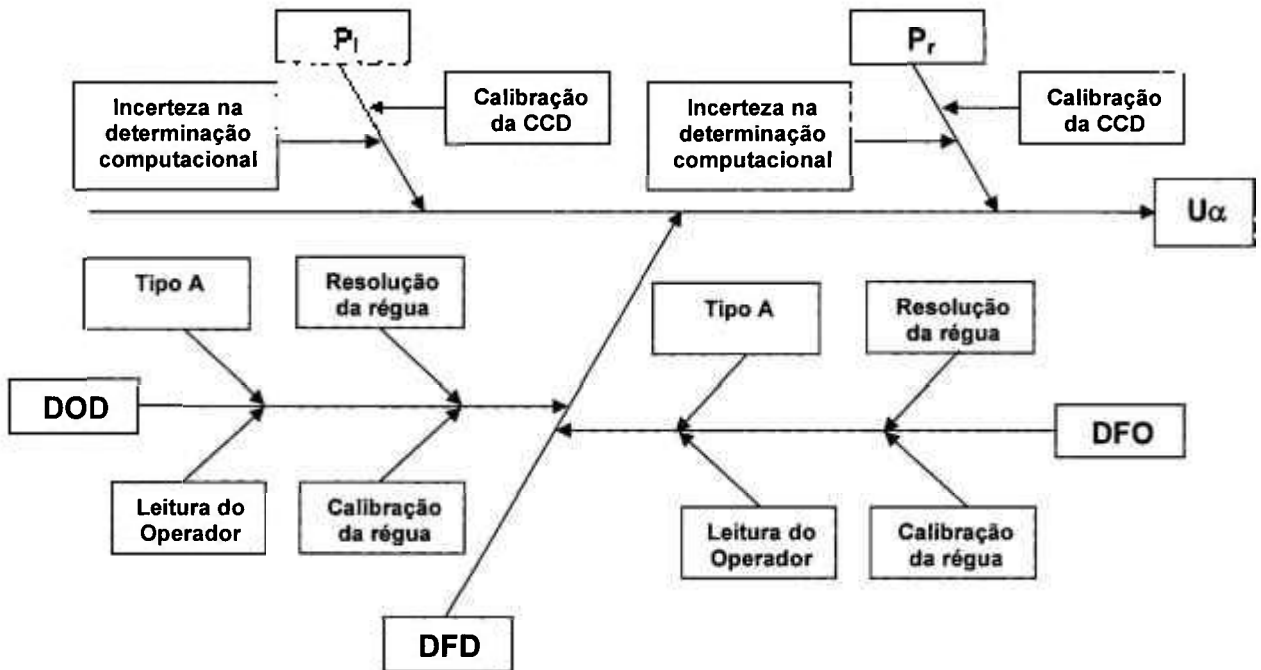 Pl
Pr
Incerteza na
determinação
computacional
Calibração
da CCD
Incerteza na
determinação
computacional
Calibração
da CCD
Uα
Tipo A
Resolução
da régua
DOD
Leitura do
Operador
Calibração
da régua
Tipo A
Resolução
da régua
DFO
Leitura do
Operador
Calibração
da régua
DFD